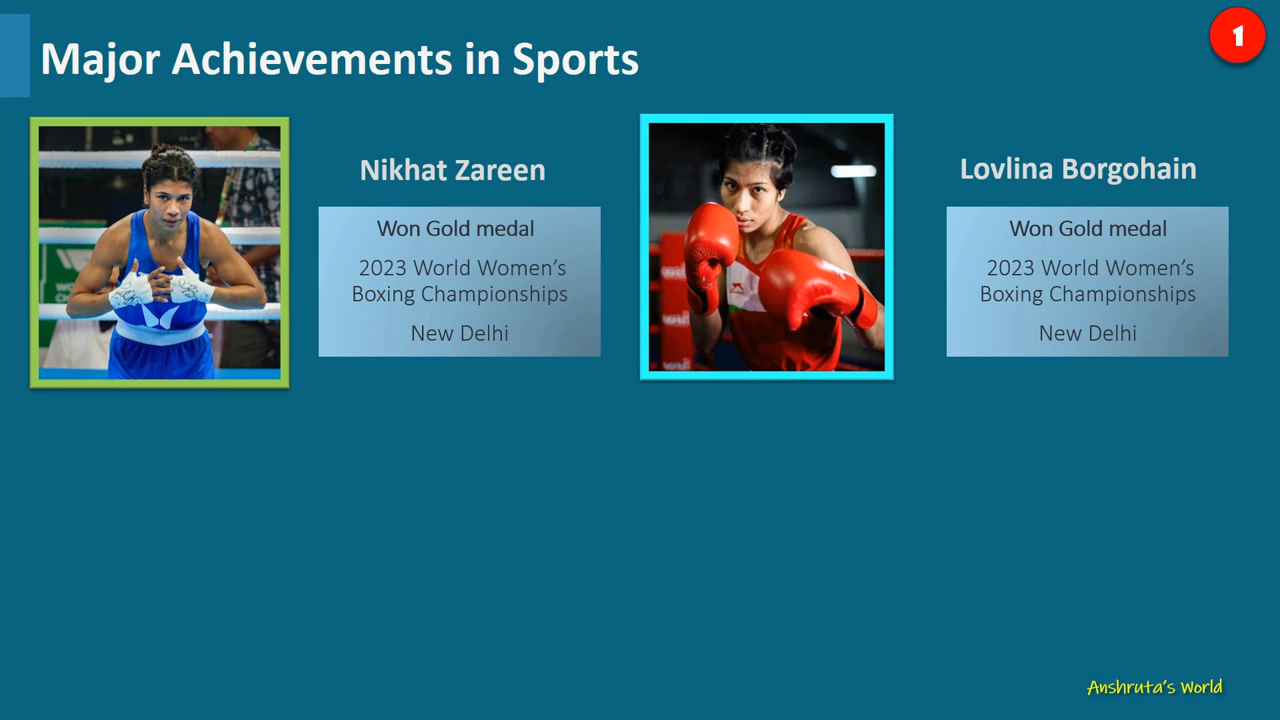 Major Achievements in Sports
1
Nikhat Zareen
Won Gold medal
2023 World Women’s
Boxing Championships
New Delhi
Lovlina Borgohain
Won Gold medal
2023 World Women’s
Boxing Championships
New Delhi
Anshruta's World